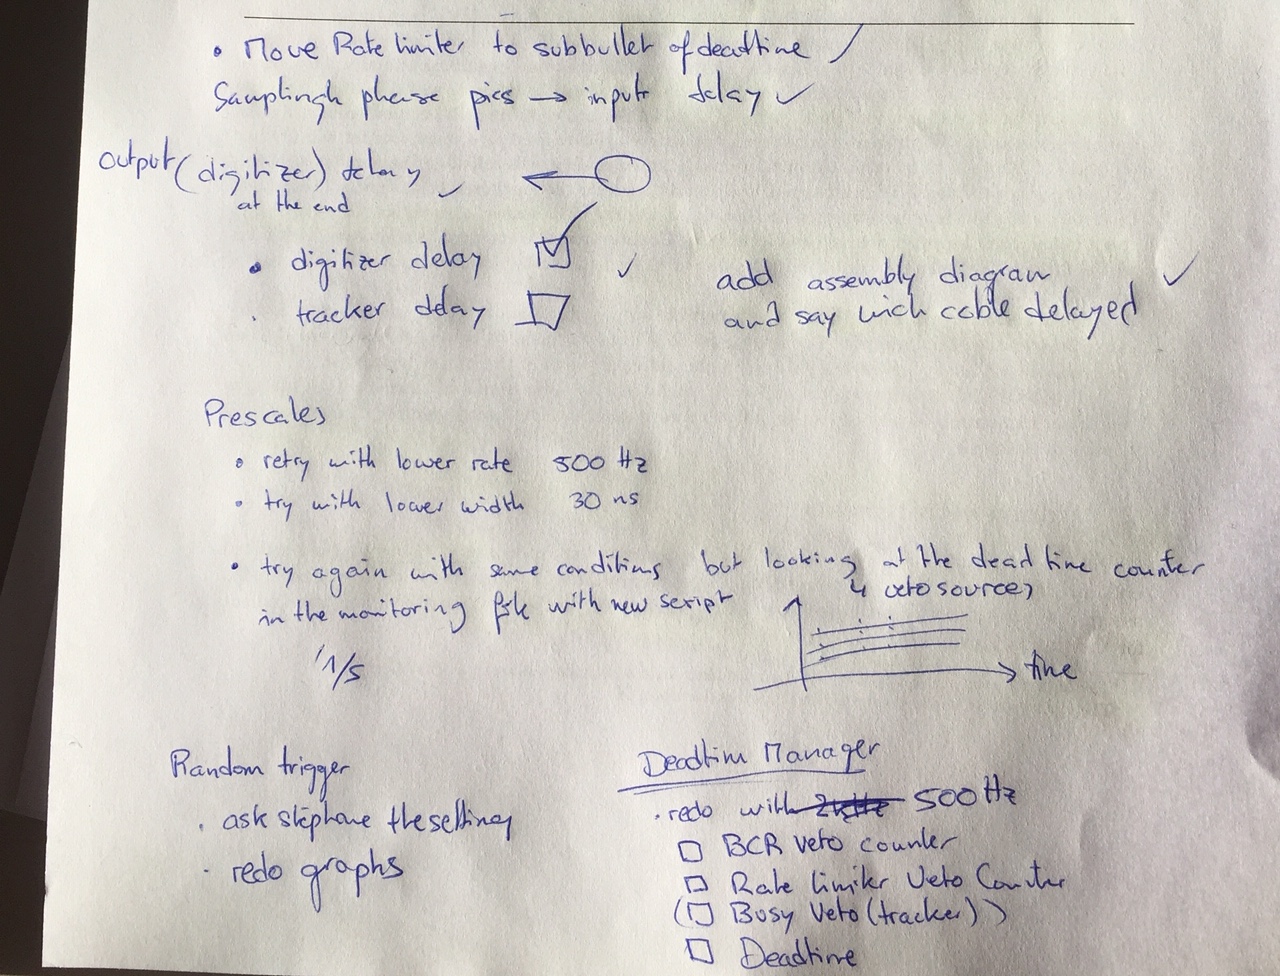 • Move Rate limiter to subbullet of deadtime ✓
Samplingh phease pics → input delay ✓
output (digitizer) delay ✓
at the end
• digitizer delay ☑ ✓
· tracker delay ☐
add assembly diagram ✓
and say wich cable delayed
Prescales
• retry with lower rate 500 Hz
• try with lower width 30 ns
• try again with same conditions but looking at the dead time counter
in the monitoring with new script
4 veto sources
1/s
time
Random trigger
· ask stéphane the settings
· redo graphs
Deadtim Manager
· redo with 2kHz 500 Hz
☐ BCR veto counter
☐ Rate limiter Veto Counter
(☐ Busy Veto (tracker))
☐ Deadtime